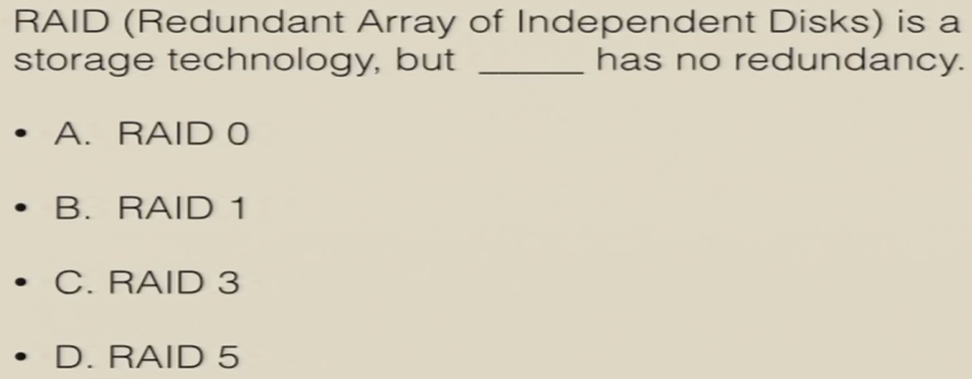 RAID (Redundant Array of Independent Disks) is a
storage technology, but _____ has no redundancy.
• A. RAID 0
• B. RAID 1
• C. RAID 3
• D. RAID 5